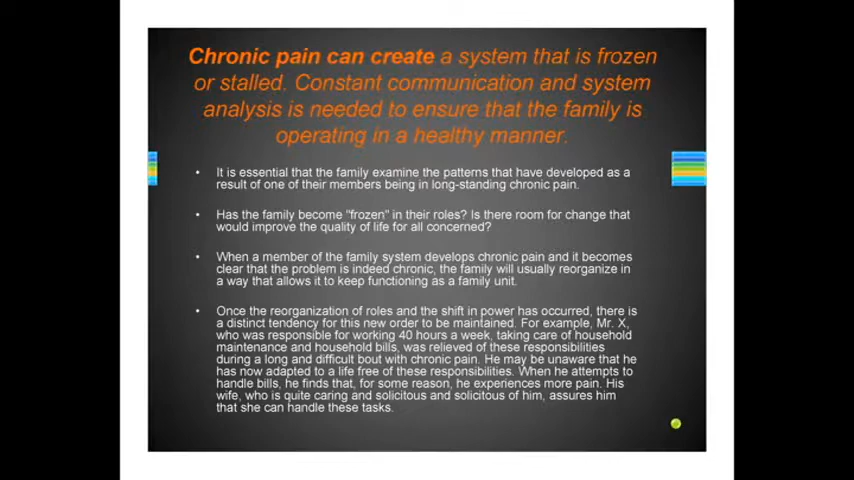 Chronic pain can create a system that is frozen
or stalled. Constant communication and system
analysis is needed to ensure that the family is
operating in a healthy manner.
• It is essential that the family examine the patterns that have developed as a
result of one of their members being in long-standing chronic pain.
• Has the family become "frozen" in their roles? Is there room for change that
would improve the quality of life for all concerned?
• When a member of the family system develops chronic pain and it becomes
clear that the problem is indeed chronic, the family will usually reorganize in
a way that allows it to keep functioning as a family unit.
• Once the reorganization of roles and the shift in power has occurred, there is
a distinct tendency for this new order to be maintained. For example, Mr. X,
who was responsible for working 40 hours a week, taking care of household
maintenance and household bills, was relieved of these responsibilities
during a long and difficult bout with chronic pain. He may be unaware that he
has now adapted to a life free of these responsibilities. When he attempts to
handle bills, he finds that, for some reason, he experiences more pain. His
wife, who is quite caring and solicitous and solicitous of him, assures him
that she can handle these tasks.